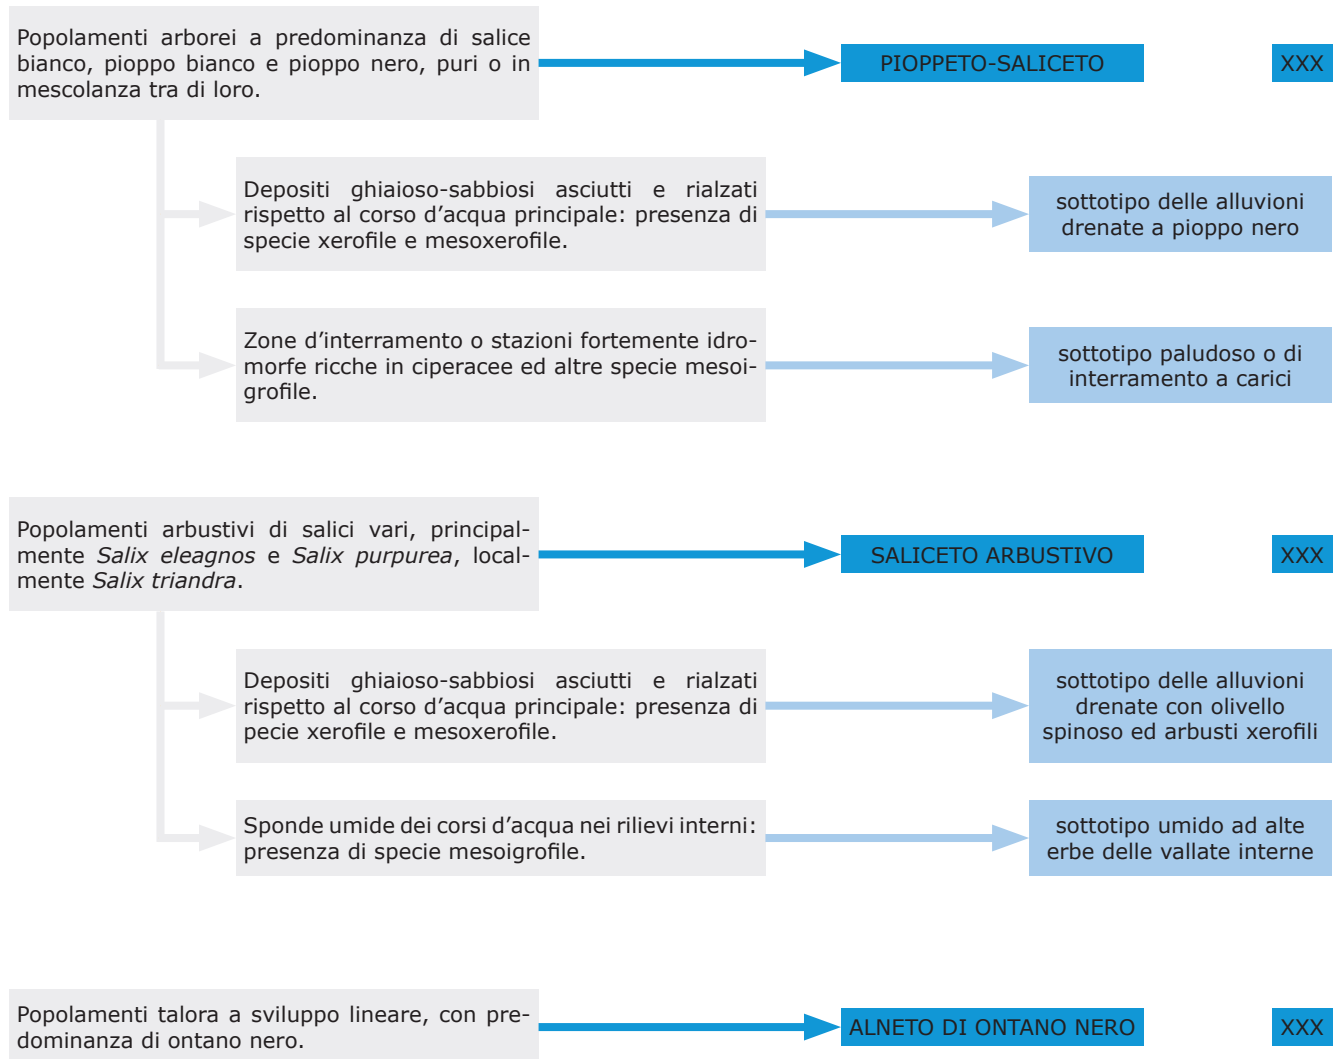 Popolamenti arborei a predominanza di salice
bianco, pioppo bianco e pioppo nero, puri o in
mescolanza tra di loro.
PIOPPETO-SALICETO
XXX
Depositi ghiaioso-sabbiosi asciutti e rialzati
rispetto al corso d’acqua principale: presenza di
specie xerofile e mesoxerofile.
sottotipo delle alluvioni
drenate a pioppo nero
Zone d’interramento o stazioni fortemente idro-
morfe ricche in ciperacee ed altre specie mesoi-
grofile.
sottotipo paludoso o di
interramento a carici
Popolamenti arbustivi di salici vari, principal-
mente Salix eleagnos e Salix purpurea, local-
mente Salix triandra.
SALICETO ARBUSTIVO
XXX
Depositi ghiaioso-sabbiosi asciutti e rialzati
rispetto al corso d’acqua principale: presenza di
pecie xerofile e mesoxerofile.
sottotipo delle alluvioni
drenate con olivello
spinoso ed arbusti xerofili
Sponde umide dei corsi d’acqua nei rilievi interni:
presenza di specie mesoigrofile.
sottotipo umido ad alte
erbe delle vallate interne
Popolamenti talora a sviluppo lineare, con pre-
dominanza di ontano nero.
ALNETO DI ONTANO NERO
XXX